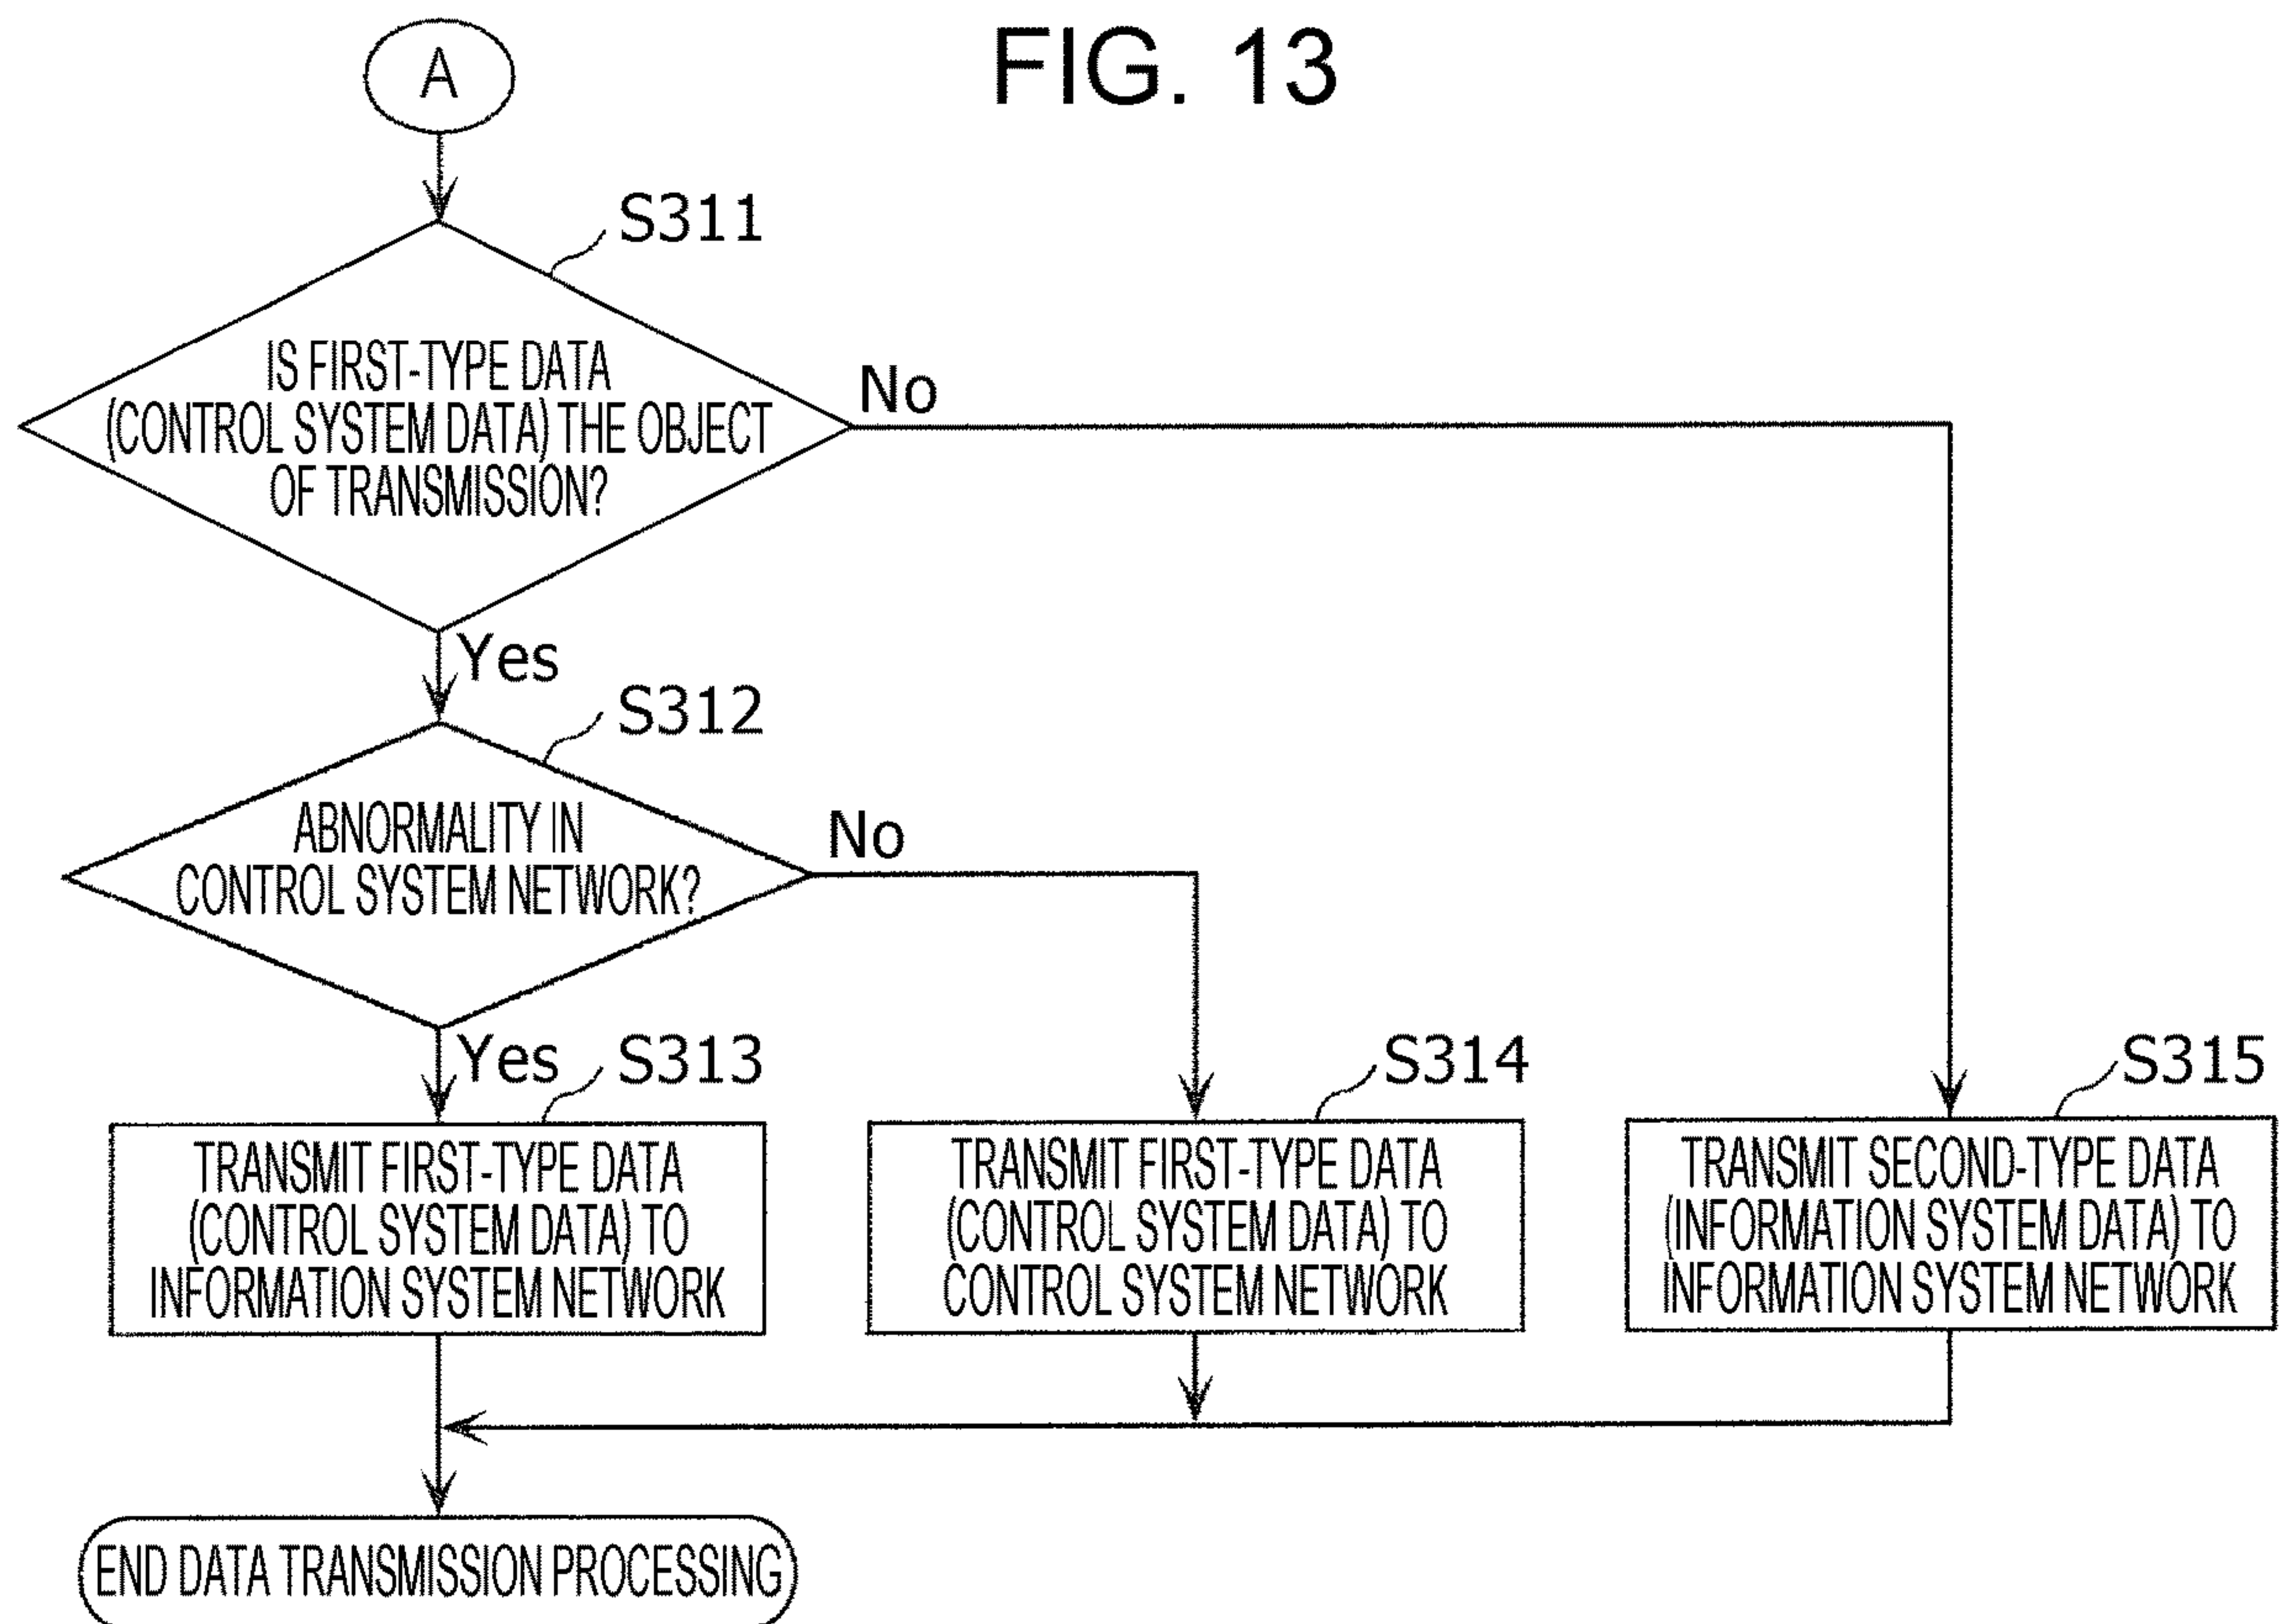 FIG. 13
A
S311
IS FIRST-TYPE DATA
(CONTROL SYSTEM DATA) THE OBJECT
OF TRANSMISSION?
No
Yes
S312
ABNORMALITY IN
CONTROL SYSTEM NETWORK?
No
Yes
S313
TRANSMIT FIRST-TYPE DATA
(CONTROL SYSTEM DATA) TO
INFORMATION SYSTEM NETWORK
S314
TRANSMIT FIRST-TYPE DATA
(CONTROL SYSTEM DATA) TO
CONTROL SYSTEM NETWORK
S315
TRANSMIT SECOND-TYPE DATA
(INFORMATION SYSTEM DATA) TO
INFORMATION SYSTEM NETWORK
END DATA TRANSMISSION PROCESSING